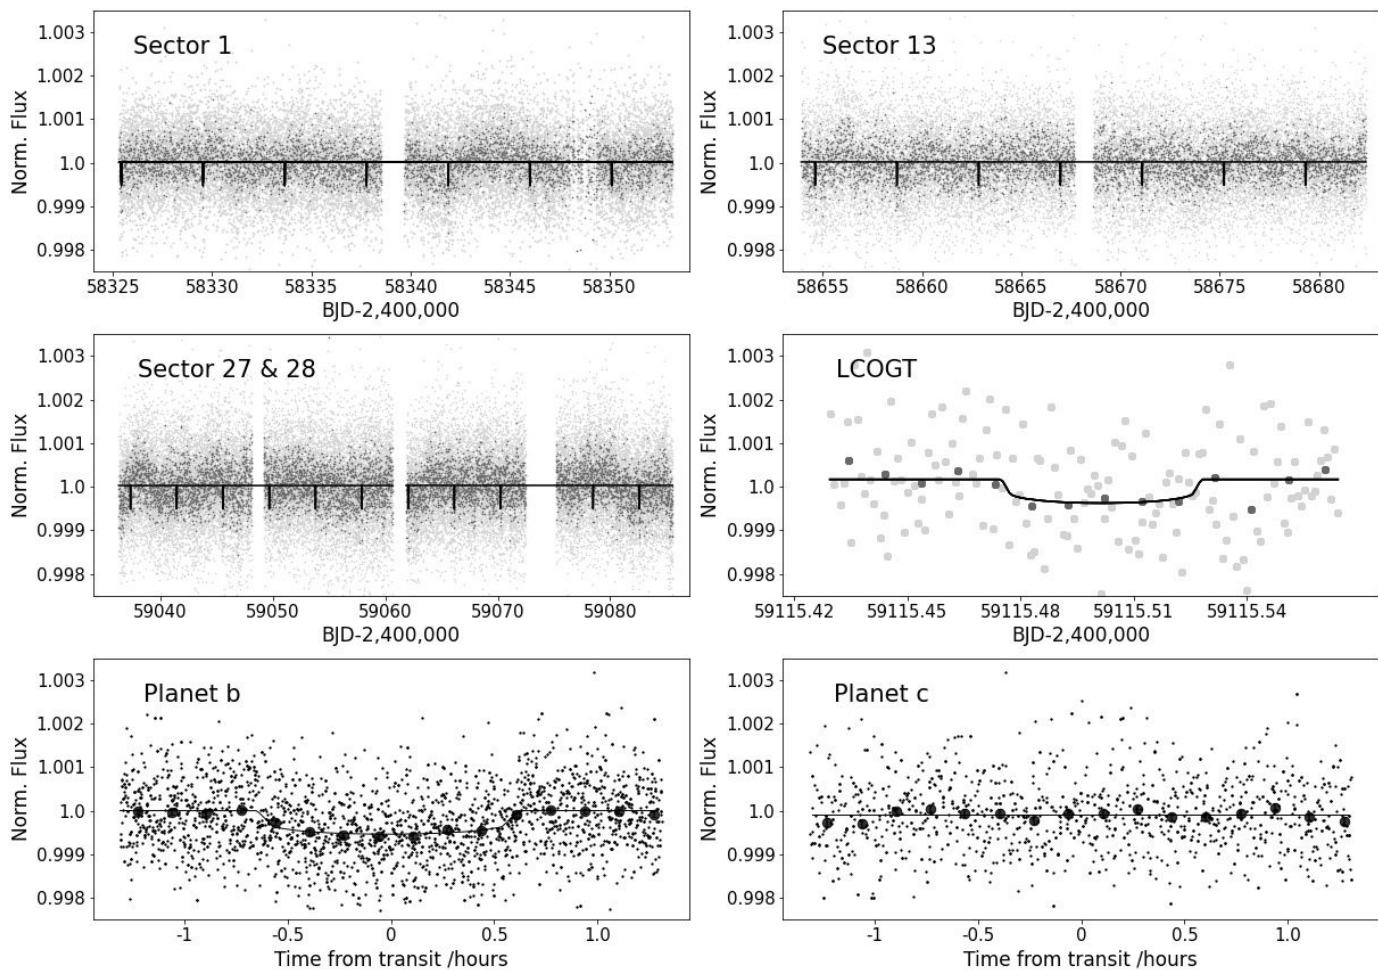 Sector 1
Norm. Flux
1.003
1.002
1.001
1.0
0.999
0.998
58325 58330 58335 58340 58345 58350
BJD-2,400,000
Sector 13
Norm. Flux
1.003
1.002
1.001
1.0
0.999
0.998
58655 58660 58665 58670 58675 58680
BJD-2,400,000
Sector 27 & 28
Norm. Flux
1.003
1.002
1.001
1.0
0.999
0.998
59040 59050 59060 59070 59080
BJD-2,400,000
LCOGT
Norm. Flux
1.003
1.002
1.001
1.0
0.999
0.998
59115.42 59115.45 59115.48 59115.51 59115.54
BJD-2,400,000
Planet b
Norm. Flux
1.003
1.002
1.001
1.0
0.999
0.998
-1 -0.5 0 0.5 1.0
Time from transit /hours
Planet c
Norm. Flux
1.003
1.002
1.001
1.0
0.999
0.998
-1 -0.5 0 0.5 1.0
Time from transit /hours